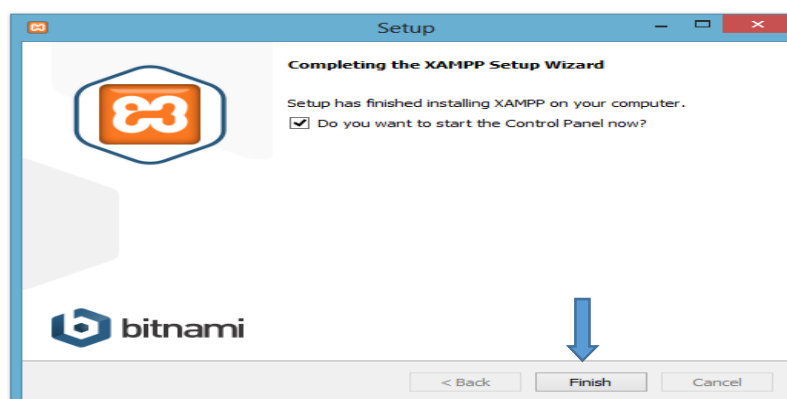 Setup
Completing the XAMPP Setup Wizard
Setup has finished installing XAMPP on your computer.
Do you want to start the Control Panel now?
bitnami
< Back
Finish
Cancel